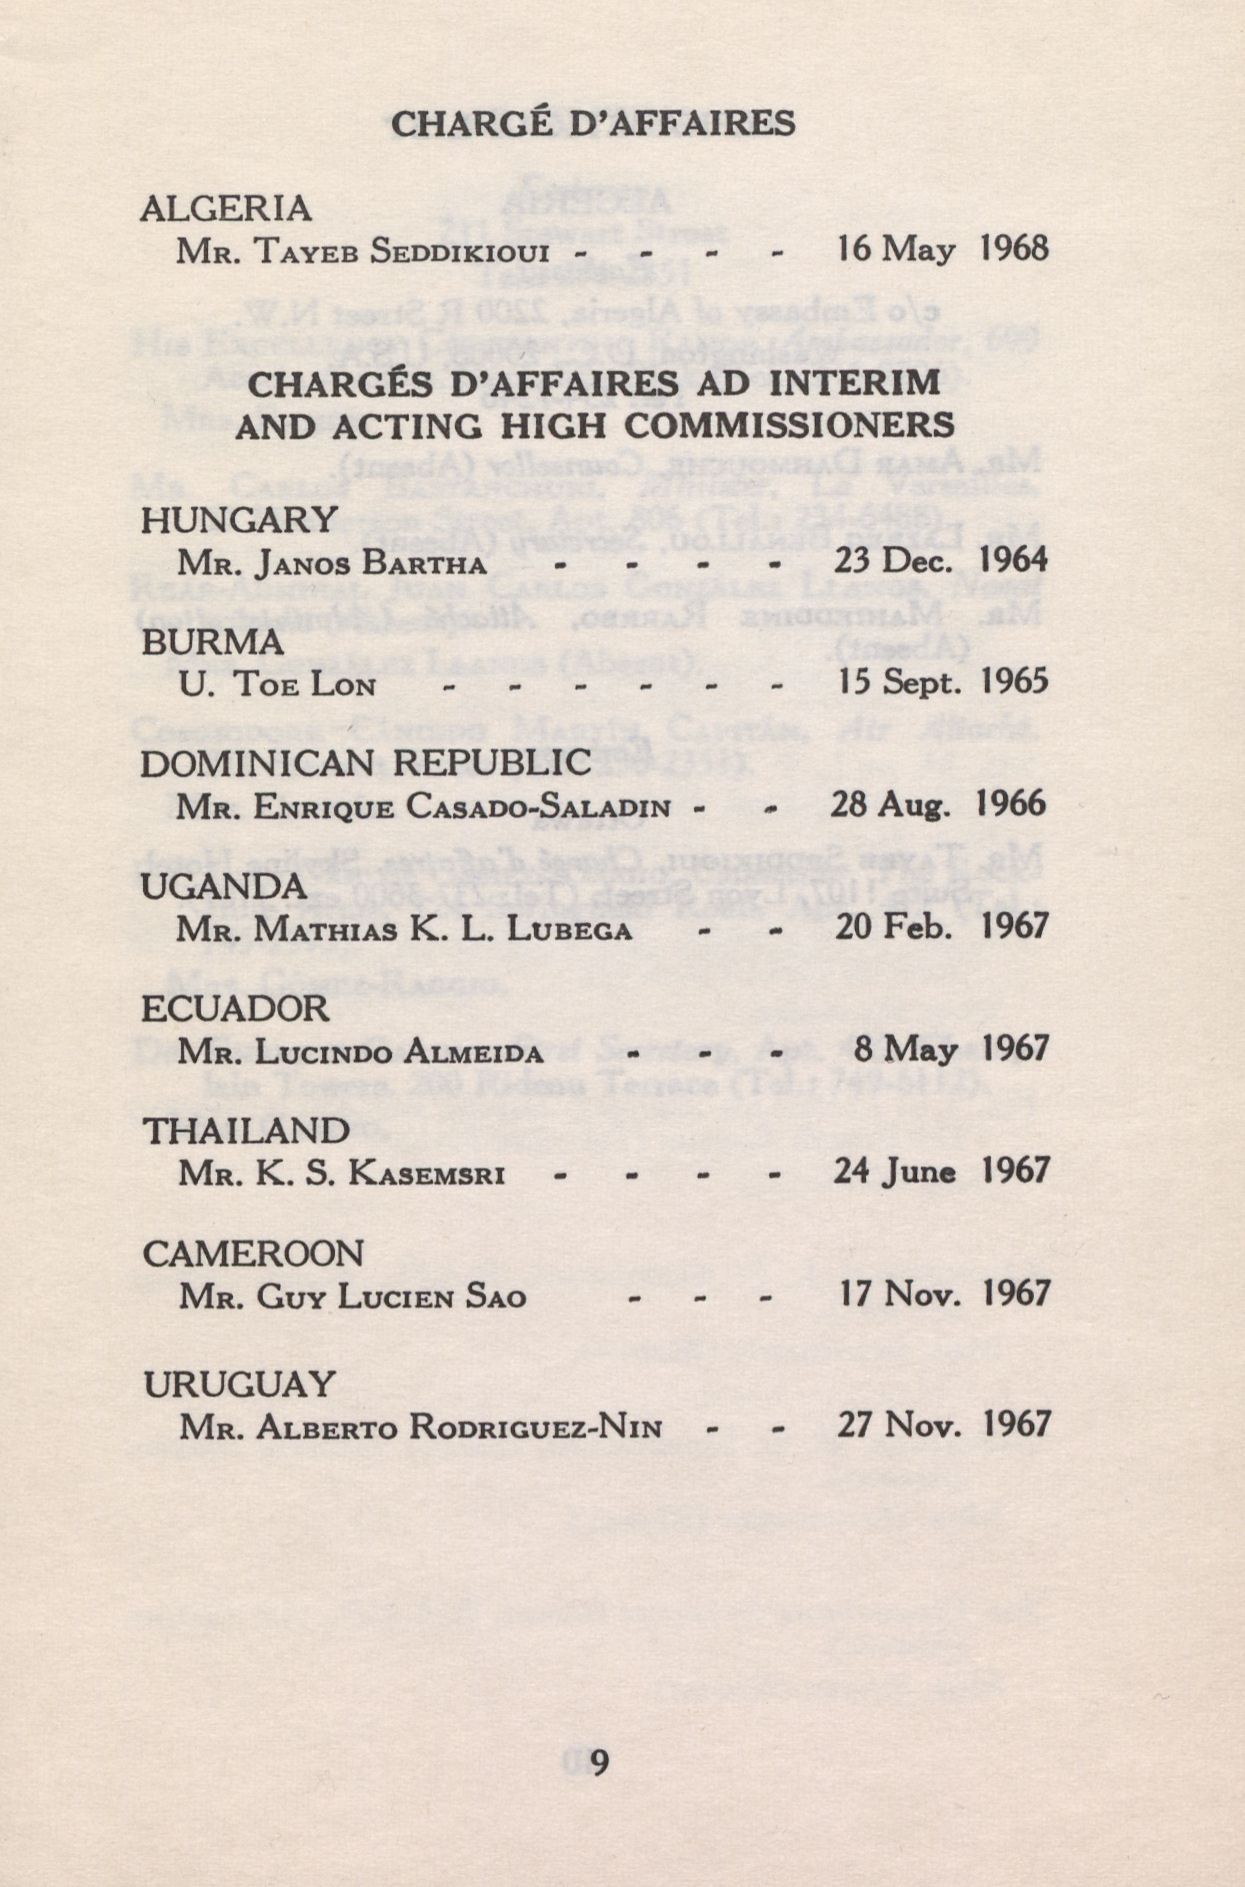 CHARGÉ D'AFFAIRES
ALGERIA
MR. TAYEB SEDDIKIOUI - - - - 16 May 1968
CHARGÉS D'AFFAIRES AD INTERIM
AND ACTING HIGH COMMISSIONERS
HUNGARY
MR. JANOS BARTHA - - - - 23 Dec. 1964
BURMA
U. TOE LON - - - - - - 15 Sept. 1965
DOMINICAN REPUBLIC
MR. ENRIQUE CASADO-SALADIN - - 28 Aug. 1966
UGANDA
MR. MATHIAS K. L. LUBEGA - - 20 Feb. 1967
ECUADOR
MR. LUCINDO ALMEIDA - - - 8 May 1967
THAILAND
MR. K. S. KASEMSRI - - - - 24 June 1967
CAMEROON
MR. GUY LUCIEN SAO - - - 17 Nov. 1967
URUGUAY
MR. ALBERTO RODRIGUEZ-NIN - - 27 Nov. 1967
9